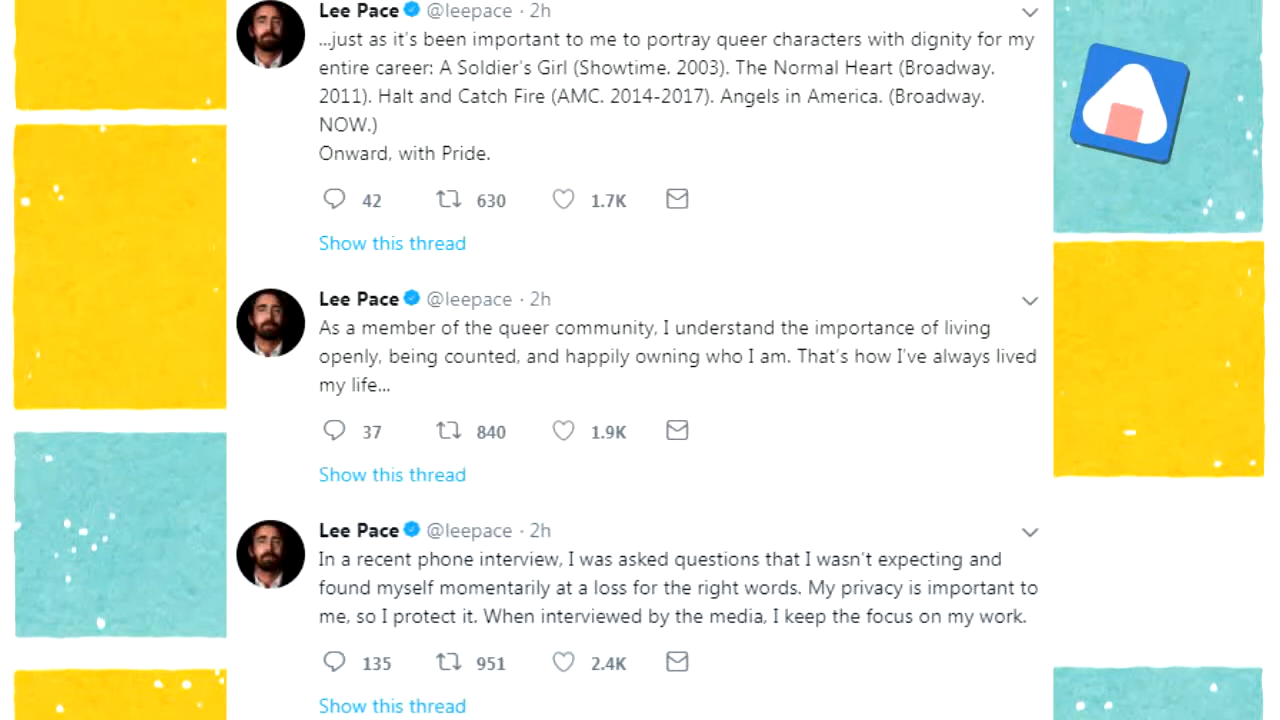 Lee Pace @leepace · 2h
...just as it's been important to me to portray queer characters with dignity for my
entire career: A Soldier's Girl (Showtime. 2003). The Normal Heart (Broadway.
2011). Halt and Catch Fire (AMC. 2014-2017). Angels in America. (Broadway.
NOW.)
Onward, with Pride.
42 630 1.7K
Show this thread
Lee Pace @leepace · 2h
As a member of the queer community, I understand the importance of living
openly, being counted, and happily owning who I am. That's how I've always lived
my life...
37 840 1.9K
Show this thread
Lee Pace @leepace · 2h
In a recent phone interview, I was asked questions that I wasn't expecting and
found myself momentarily at a loss for the right words. My privacy is important to
me, so I protect it. When interviewed by the media, I keep the focus on my work.
135 951 2.4K
Show this thread